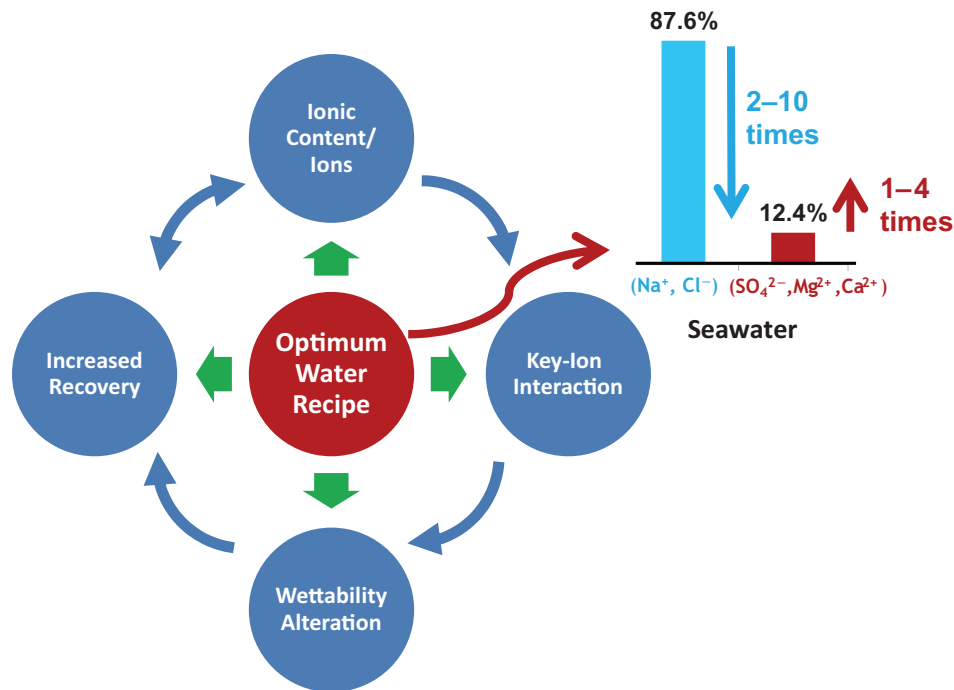 87.6%
2–10
times
12.4%
1–4
times
(Na⁺, Cl⁻) (SO₄²⁻,Mg²⁺,Ca²⁺)
Seawater
Ionic
Content/
Ions
Optimum
Water
Recipe
Key-Ion
Interaction
Wettability
Alteration
Increased
Recovery